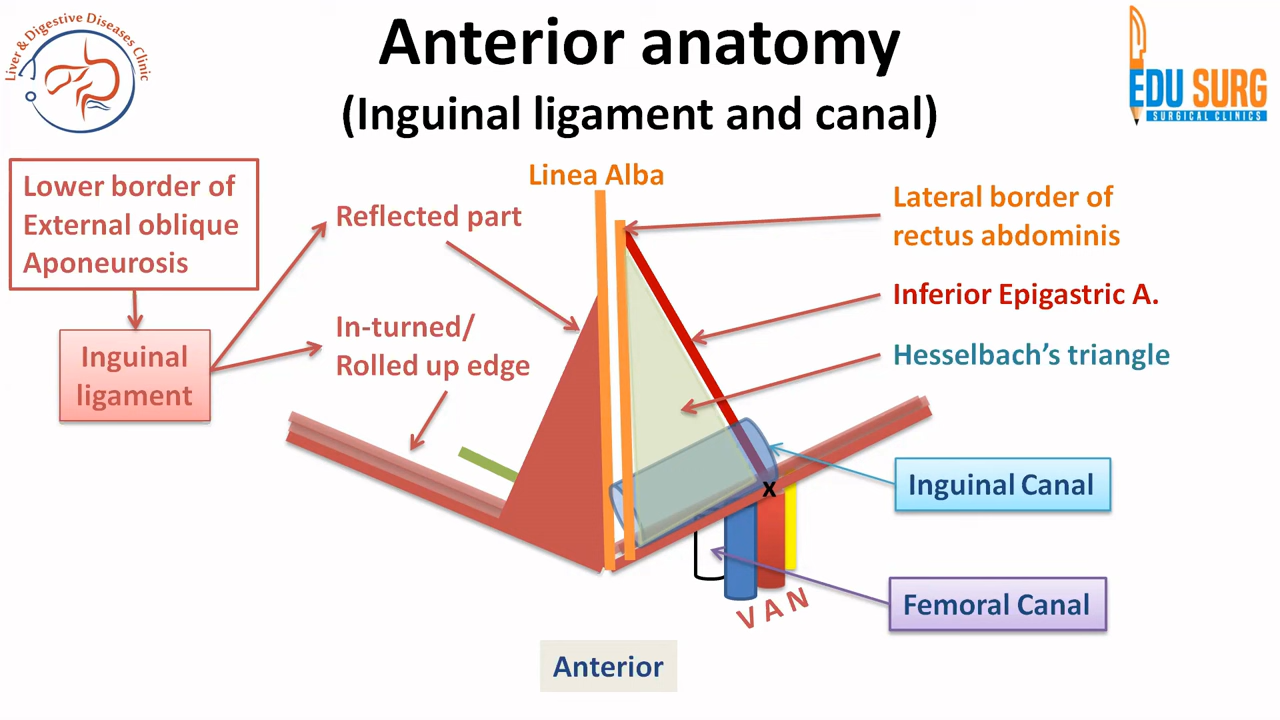 Liver & Digestive Diseases Clinic
Anterior anatomy
(Inguinal ligament and canal)
EDU SURG
SURGICAL CLINICS
Lower border of
External oblique
Aponeurosis
Inguinal
ligament
Reflected part
In-turned/
Rolled up edge
Linea Alba
Lateral border of
rectus abdominis
Inferior Epigastric A.
Hesselbach's triangle
Inguinal Canal
x
Femoral Canal
V A N
Anterior